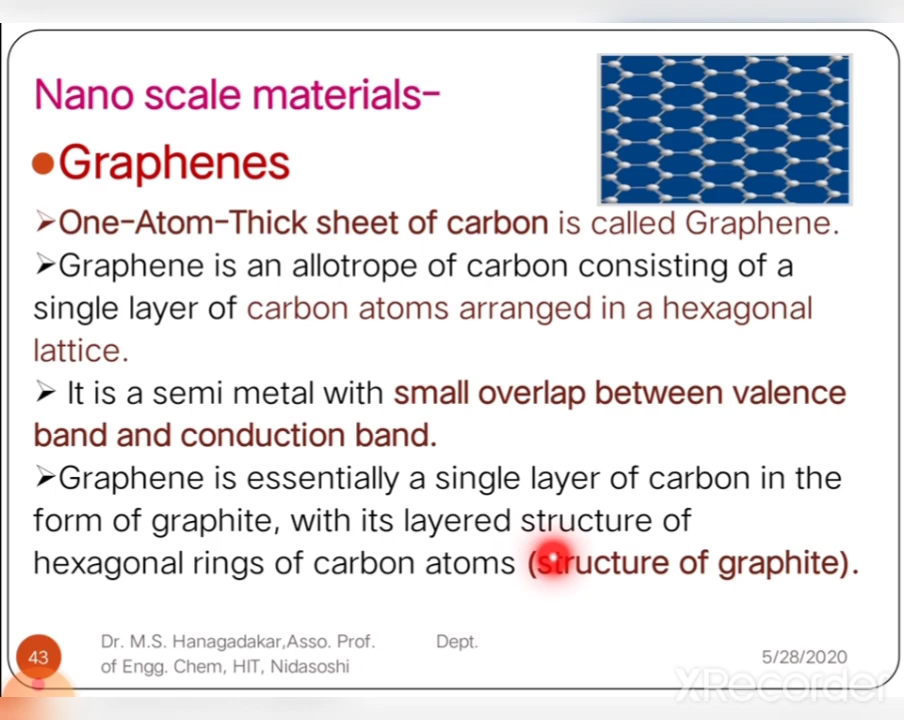 Nano scale materials-
●Graphenes
➢One-Atom-Thick sheet of carbon is called Graphene.
➢Graphene is an allotrope of carbon consisting of a
single layer of carbon atoms arranged in a hexagonal
lattice.
➢ It is a semi metal with small overlap between valence
band and conduction band.
➢Graphene is essentially a single layer of carbon in the
form of graphite, with its layered structure of
hexagonal rings of carbon atoms (structure of graphite).
Dr. M.S. Hanagadakar,Asso. Prof. Dept.
of Engg. Chem, HIT, Nidasoshi
43
5/28/2020
XRecorder